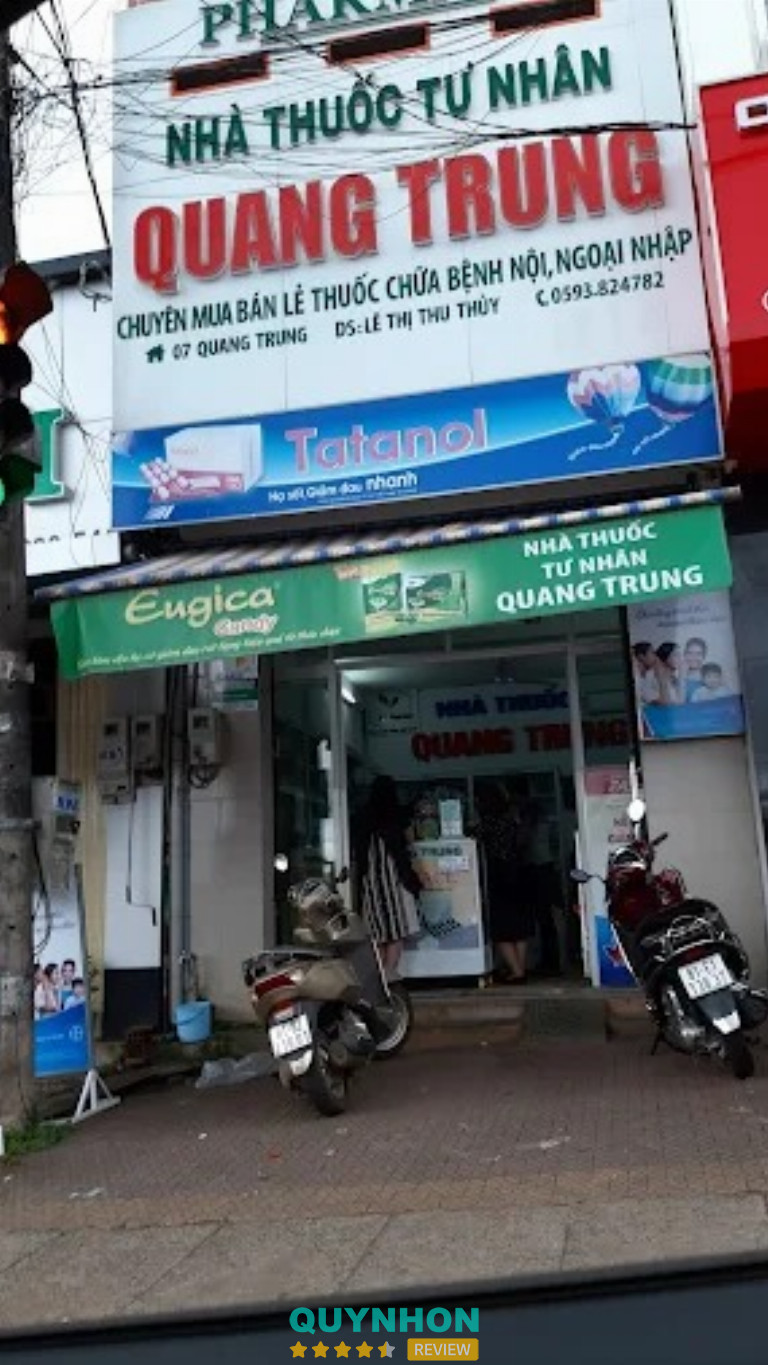 NHÀ THUỐC TƯ NHÂN
QUANG TRUNG
CHUYÊN MUA BÁN LẺ THUỐC CHỮA BỆNH NỘI, NGOẠI NHẬP
07 QUANG TRUNG DS: LÊ THỊ THU THỦY 0593.824782
Tatanol
Hạ sốt, Giảm đau nhanh
Eugica
Candy
NHÀ THUỐC
TƯ NHÂN
QUANG TRUNG
NHÀ THUỐC
QUANG TRUNG
TRUNG
QUYNHON
REVIEW